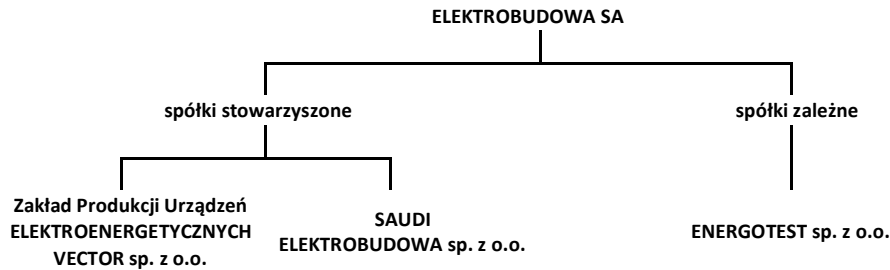 ELEKTROBUDOWA SA
spółki stowarzyszone
spółki zależne
Zakład Produkcji Urządzeń
ELEKTROENERGETYCZNYCH
VECTOR sp. z o.o.
SAUDI
ELEKTROBUDOWA sp. z o.o.
ENERGOTEST sp. z o.o.